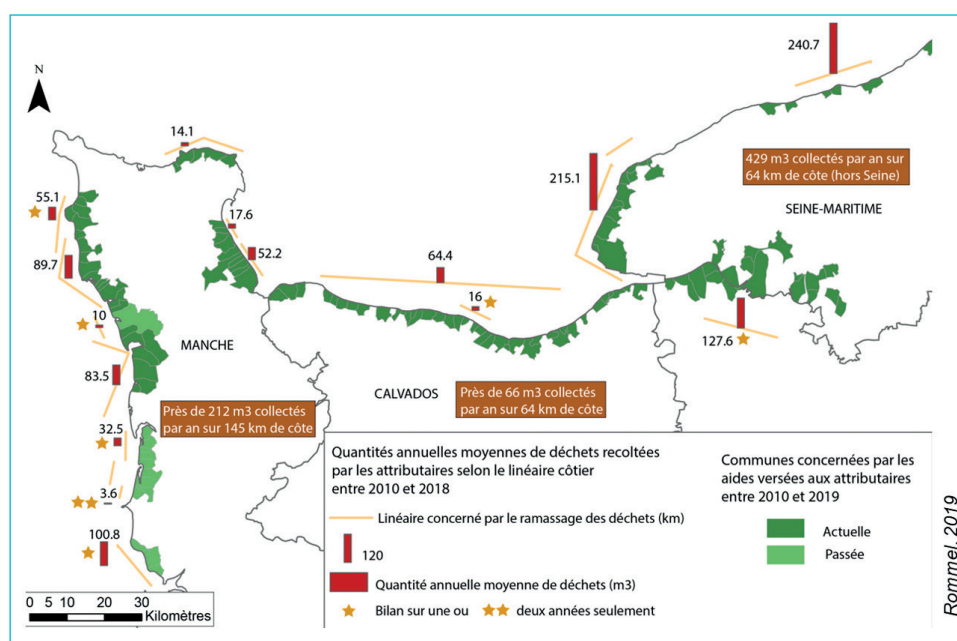 240.7
N
14.1
215.1
429 m3 collectés par an sur
64 km de côte (hors Seine)
SEINE-MARITIME
55.1
17.6
52.2
64.4
89.7
16
10
MANCHE
127.6
83.5
CALVADOS
Près de 66 m3 collectés
par an sur 64 km de côte
Près de 212 m3 collectés
par an sur 145 km de côte
32.5
3.6
100.8
Quantités annuelles moyennes de déchets recoltées
par les attributaires selon le linéaire côtier
entre 2010 et 2018
Linéaire concerné par le ramassage des déchets (km)
120
Quantité annuelle moyenne de déchets (m3)
Bilan sur une ou deux années seulement
Communes concernées par les
aides versées aux attributaires
entre 2010 et 2019
Actuelle
Passée
0 5 10 20 30
Kilomètres
Rommel, 2019